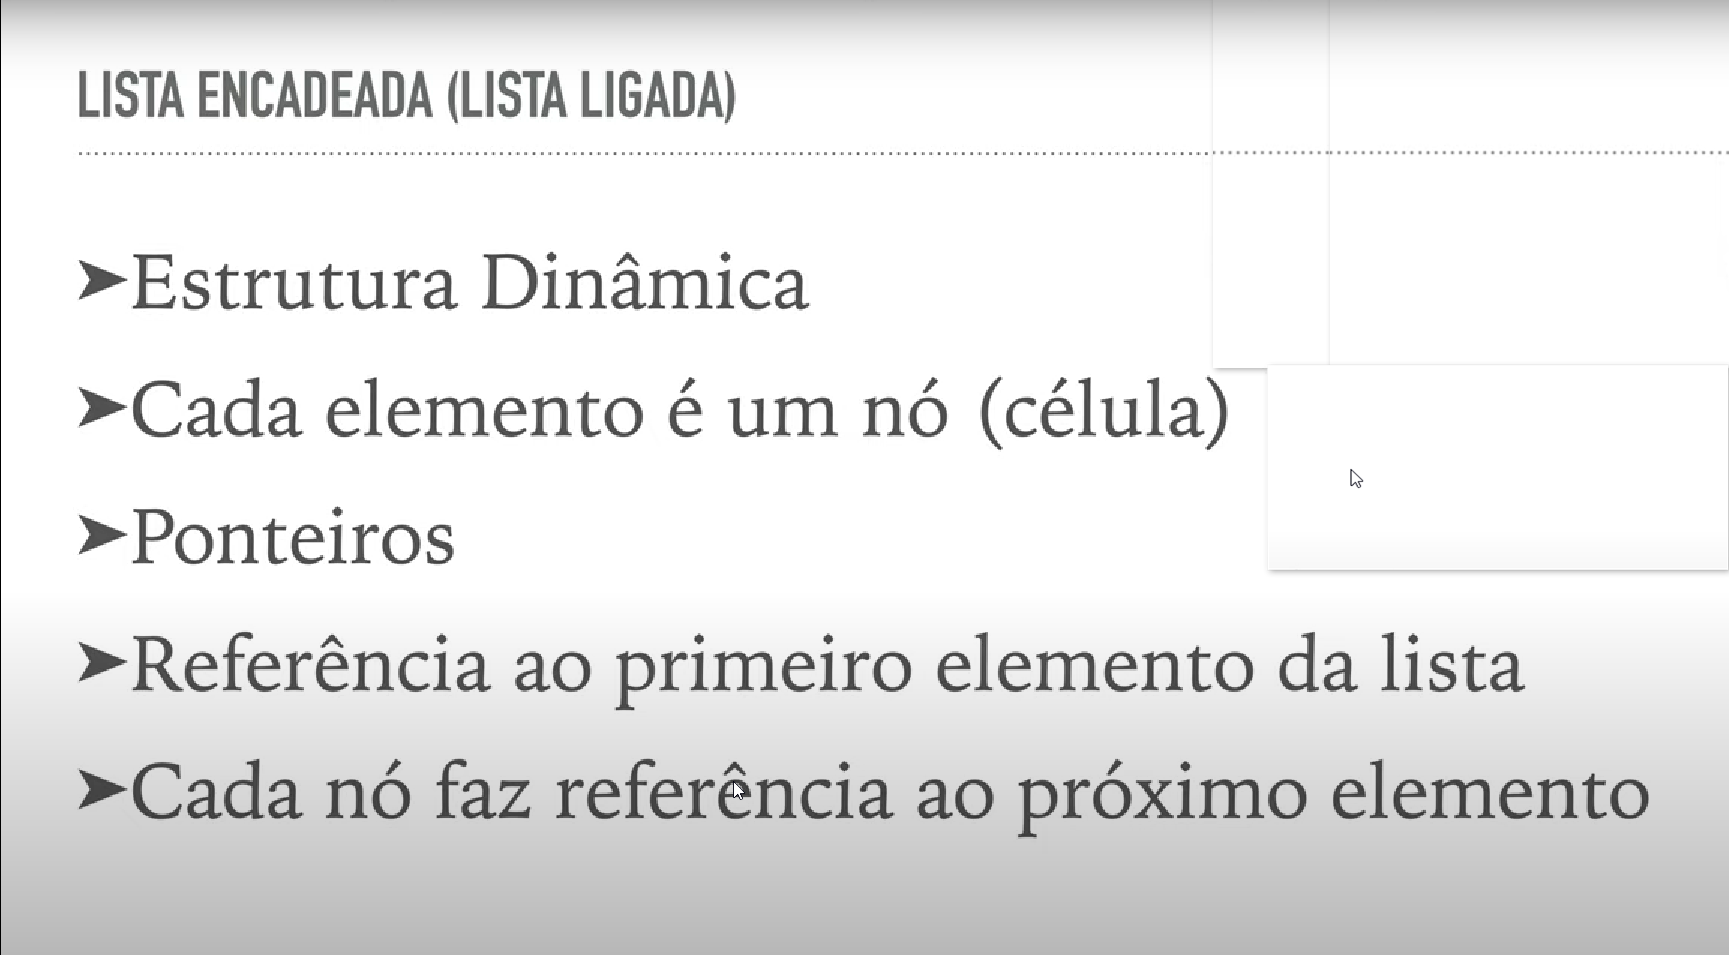 LISTA ENCADEADA (LISTA LIGADA)
➤Estrutura Dinâmica
➤Cada elemento é um nó (célula)
➤Ponteiros
➤Referência ao primeiro elemento da lista
➤Cada nó faz referência ao próximo elemento